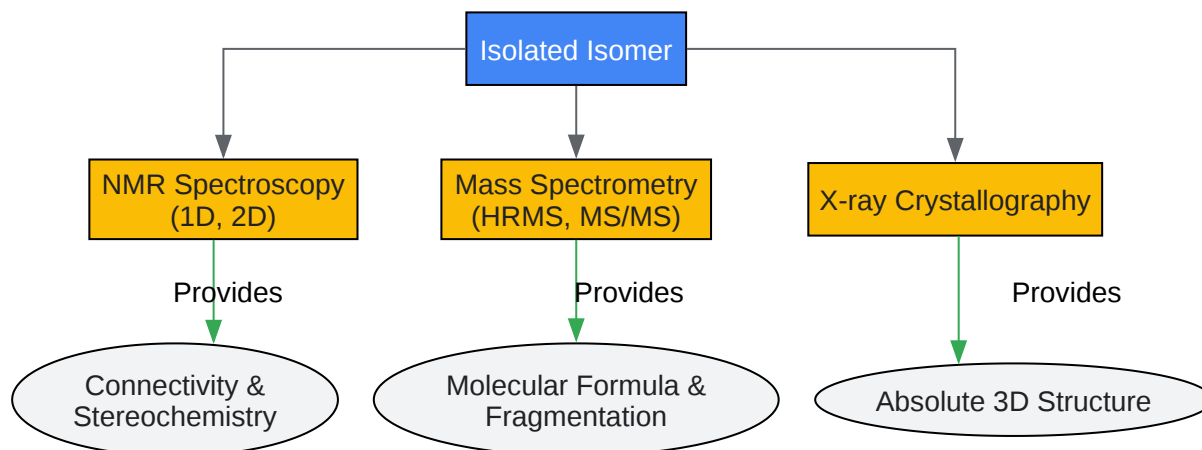 Isolated Isomer
NMR Spectroscopy
(1D, 2D)
Mass Spectrometry
(HRMS, MS/MS)
X-ray Crystallography
Provides
Provides
Provides
Connectivity &
Stereochemistry
Molecular Formula &
Fragmentation
Absolute 3D Structure